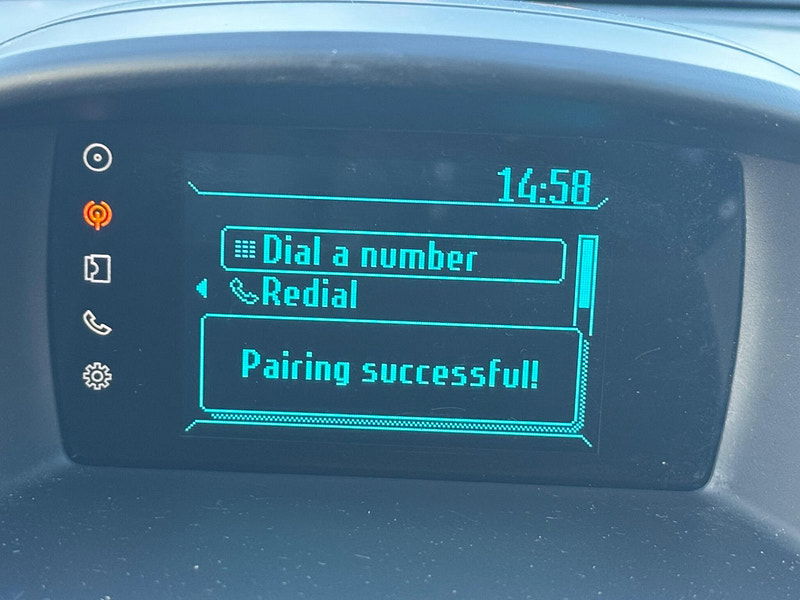 14:58
Dial a number
Redial
Pairing successful!